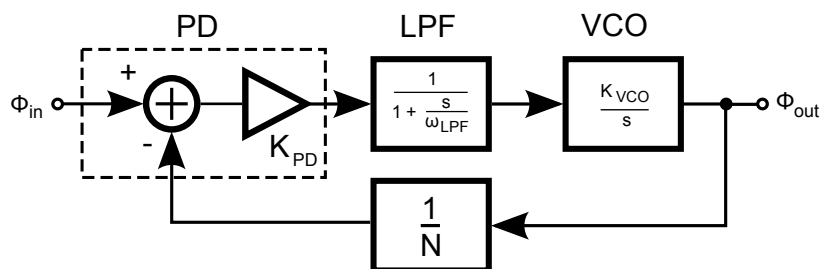 PD LPF VCO
Φin + - KPD
1
1 + s
ωLPF
KVCO
s
Φout
1
N